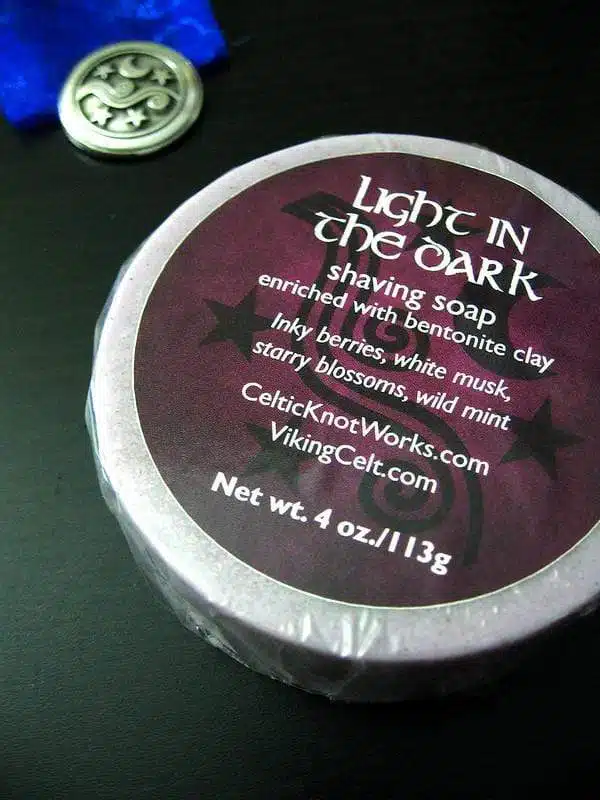 Light in
the Dark
shaving soap
enriched with bentonite clay
Inky berries, white musk,
starry blossoms, wild mint
CelticKnotWorks.com
VikingCelt.com
Net wt. 4 oz./113g